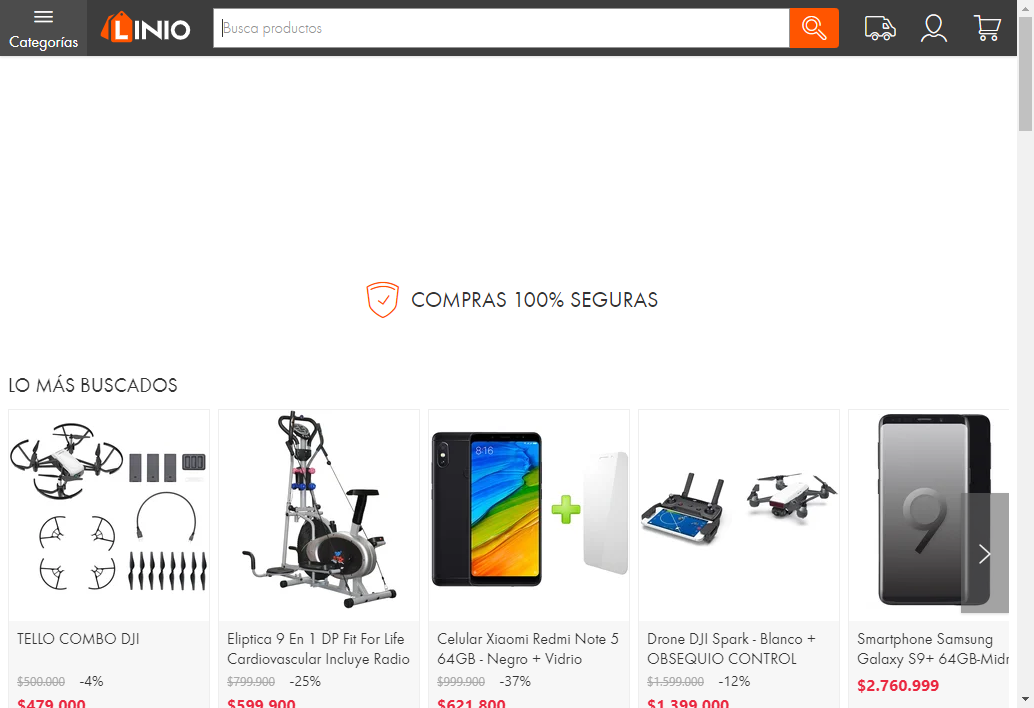 Categorías
LINIO
Busca productos
COMPRAS 100% SEGURAS
LO MÁS BUSCADOS
8:16
9
TELLO COMBO DJI
$500.000 -4%
$479.000
Eliptica 9 En 1 DP Fit For Life
Cardiovascular Incluye Radio
$799.900 -25%
$599.900
Celular Xiaomi Redmi Note 5
64GB - Negro + Vidrio
$999.900 -37%
$621.800
Drone DJI Spark - Blanco +
OBSEQUIO CONTROL
$1.599.000 -12%
$1.399.000
Smartphone Samsung
Galaxy S9+ 64GB-Midn
$2.760.999